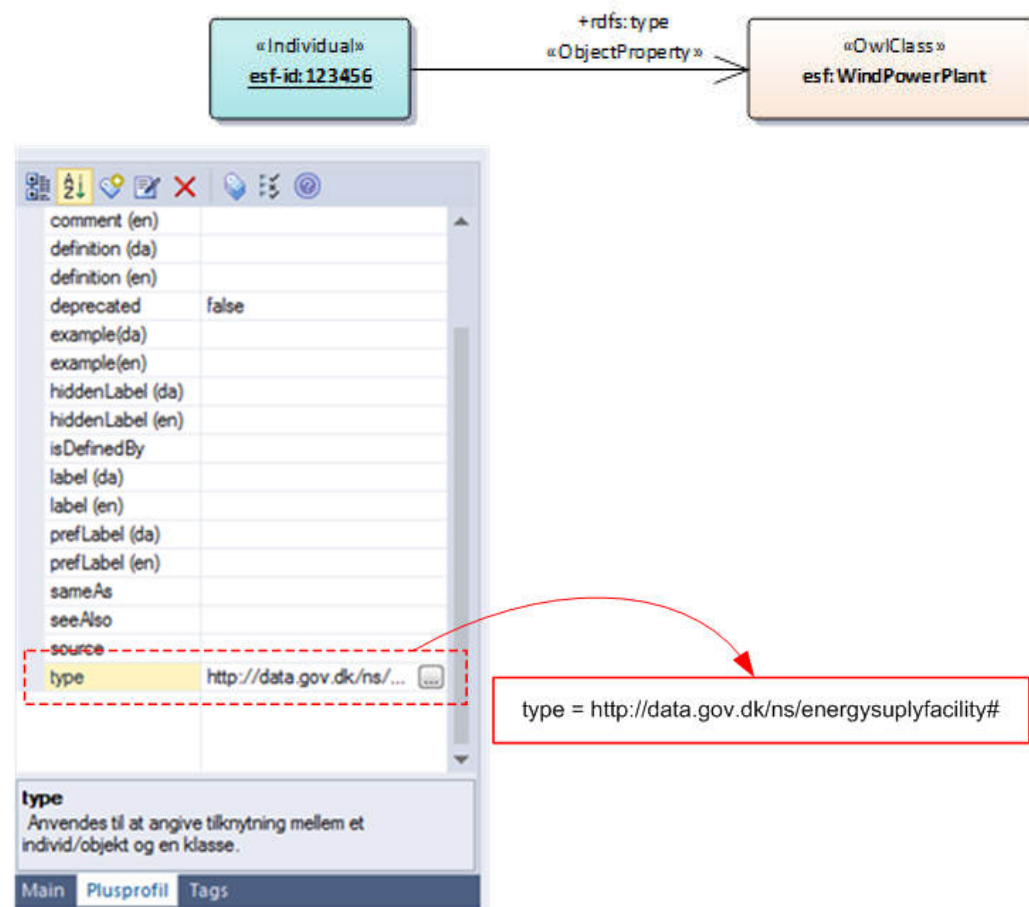 +rdfs:type
«ObjectProperty»
«Individual»
esf-id:123456
«OwlClass»
esf:WindPowerPlant
comment (en)
definition (da)
definition (en)
deprecated false
example(da)
example(en)
hiddenLabel (da)
hiddenLabel (en)
isDefinedBy
label (da)
label (en)
prefLabel (da)
prefLabel (en)
sameAs
seeAlso
source
type http://data.gov.dk/ns/... ...
type = http://data.gov.dk/ns/energysuplyfacility#
type
Anvendes til at angive tilknytning mellem et
individ/objekt og en klasse.
Main Plusprofil Tags